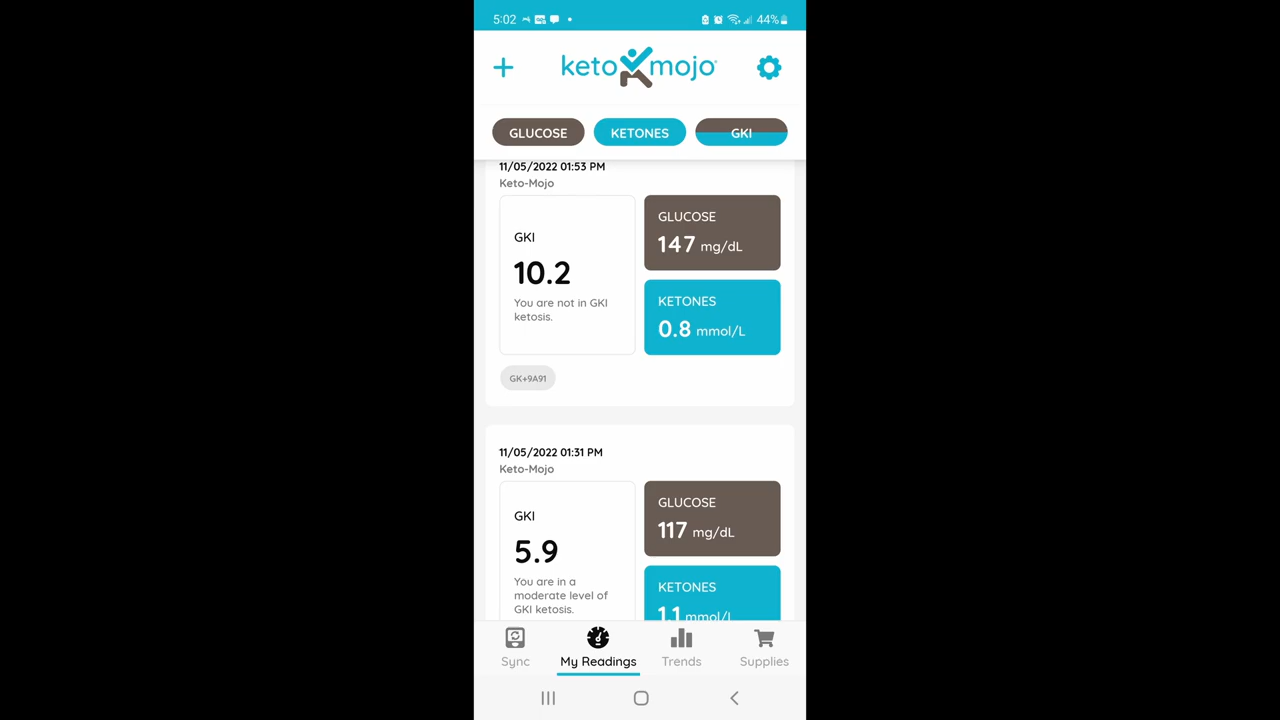 5:02
44%
keto mojo
GLUCOSE
KETONES
GKI
11/05/2022 01:53 PM
Keto-Mojo
GKI
10.2
You are not in GKI
ketosis.
GLUCOSE
147 mg/dL
KETONES
0.8 mmol/L
GK+9A91
11/05/2022 01:31 PM
Keto-Mojo
GKI
5.9
You are in a
moderate level of
GKI ketosis.
GLUCOSE
117 mg/dL
KETONES
1.1 mmol/L
Sync
My Readings
Trends
Supplies